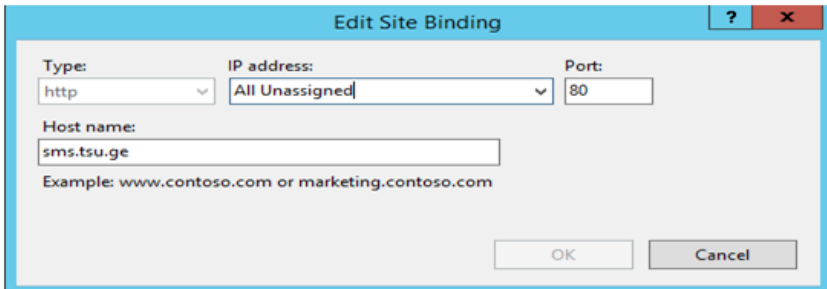 Edit Site Binding
? x
Type: IP address: Port:
http All Unassigned 80
Host name:
sms.tsu.ge
Example: www.contoso.com or marketing.contoso.com
OK Cancel